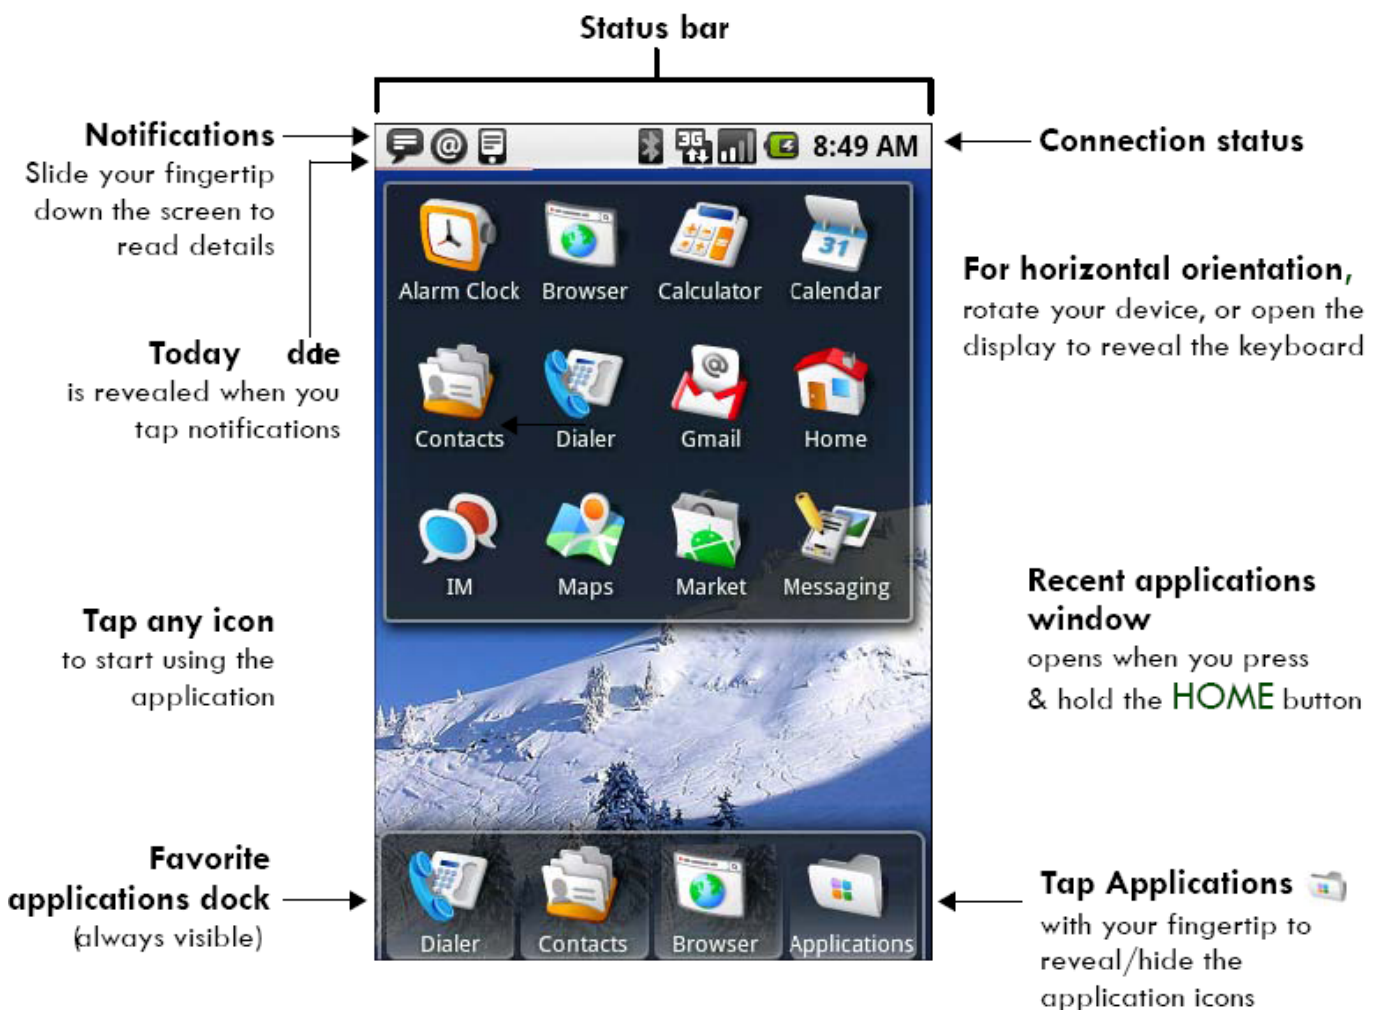 Status bar
Notifications
Slide your fingertip
down the screen to
read details
Today
is revealed when you
tap notifications
Tap any icon
to start using the
application
Favorite
applications dock
(always visible)
3G
8:49 AM
31
Alarm Clock Browser Calculator Calendar
@
Contacts Dialer Gmail Home
IM Maps Market Messaging
Dialer Contacts Browser Applications
Connection status
For horizontal orientation,
rotate your device, or open the
display to reveal the keyboard
Recent applications
window
opens when you press
& hold the HOME button
Tap Applications
with your fingertip to
reveal/hide the
application icons